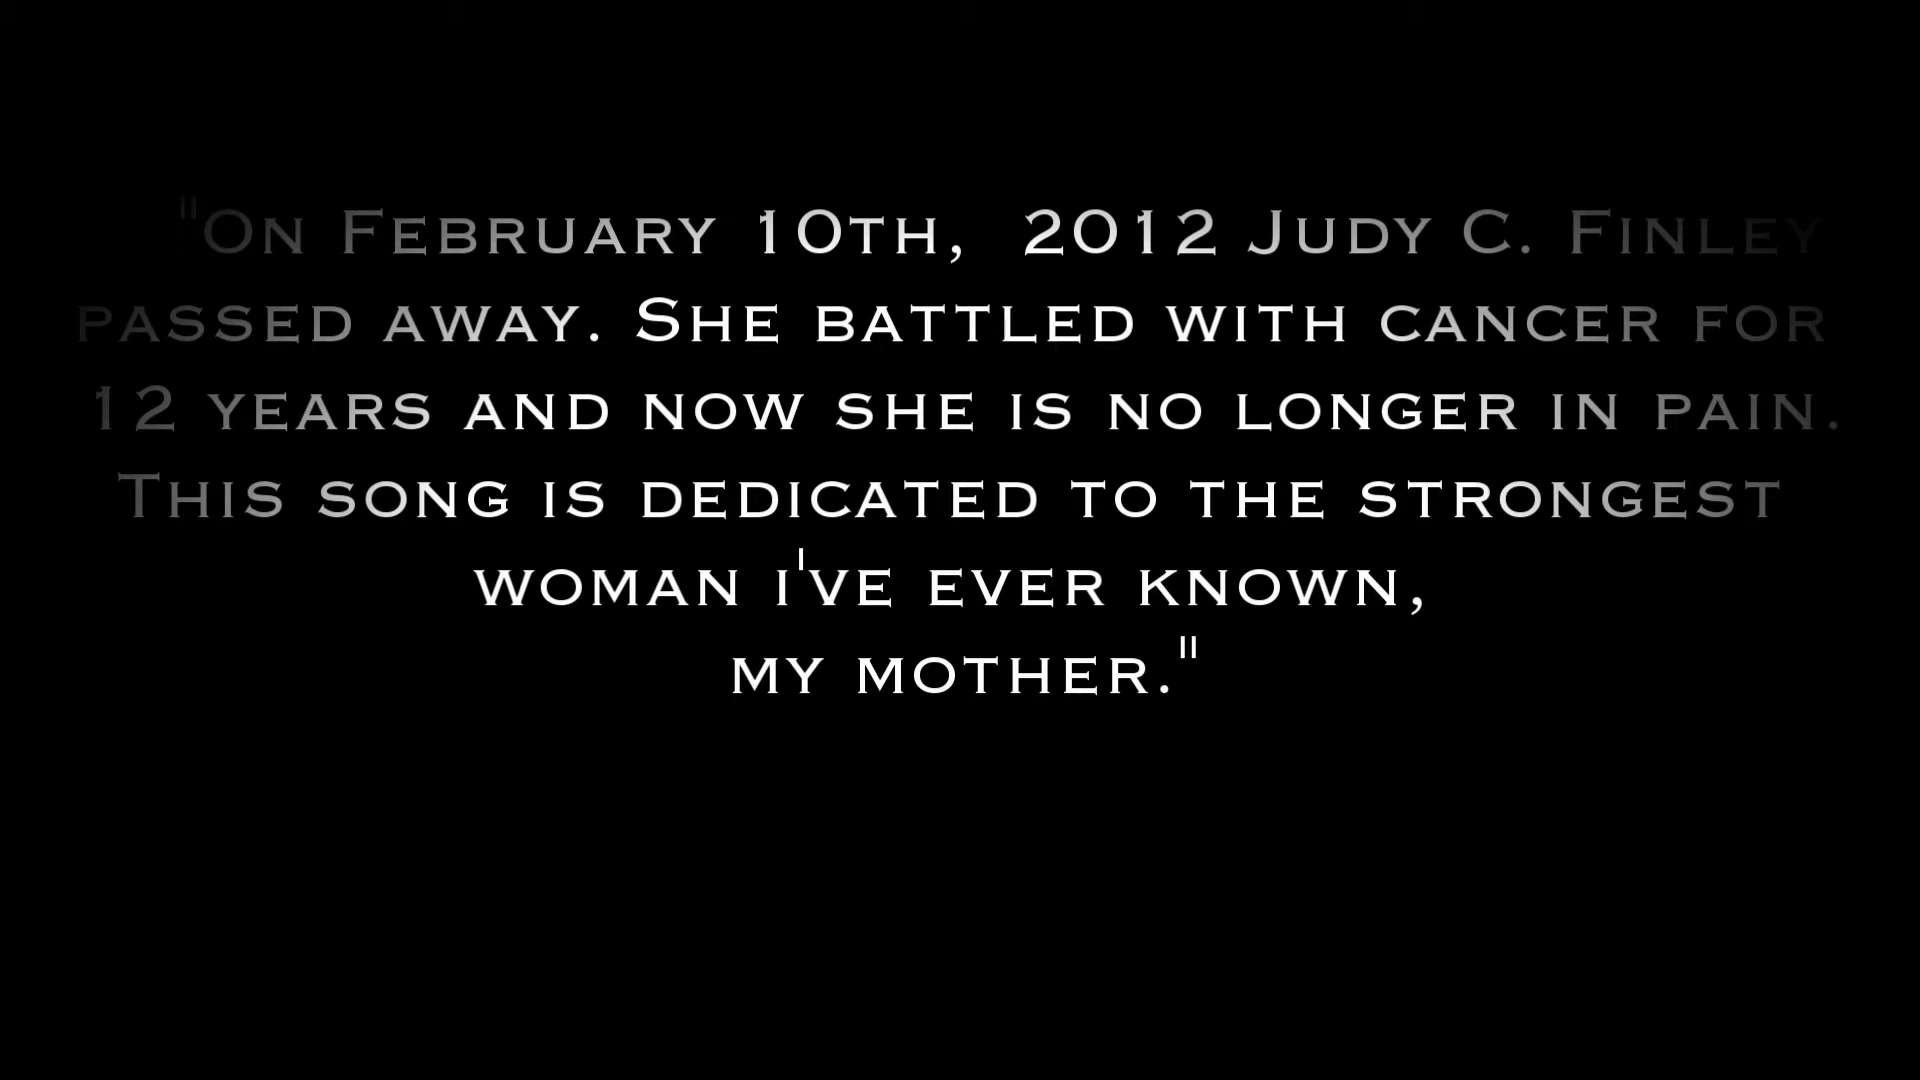 "On February 10th,  2012 Judy C. Finley
passed away. She battled with cancer for
12 years and now she is no longer in pain.
This song is dedicated to the strongest
woman i've ever known,
my mother."